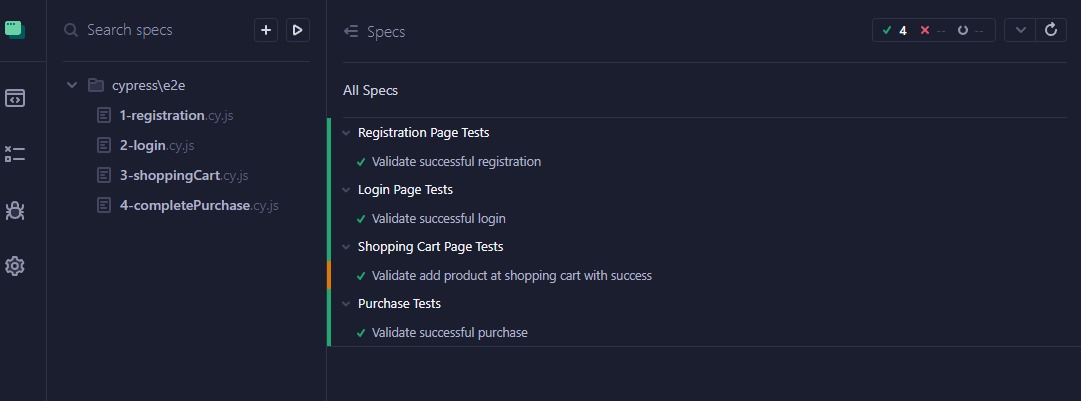 Search specs
cypress\e2e
1-registration.cy.js
2-login.cy.js
3-shoppingCart.cy.js
4-completePurchase.cy.js
Specs
4 -- --
All Specs
Registration Page Tests
Validate successful registration
Login Page Tests
Validate successful login
Shopping Cart Page Tests
Validate add product at shopping cart with success
Purchase Tests
Validate successful purchase